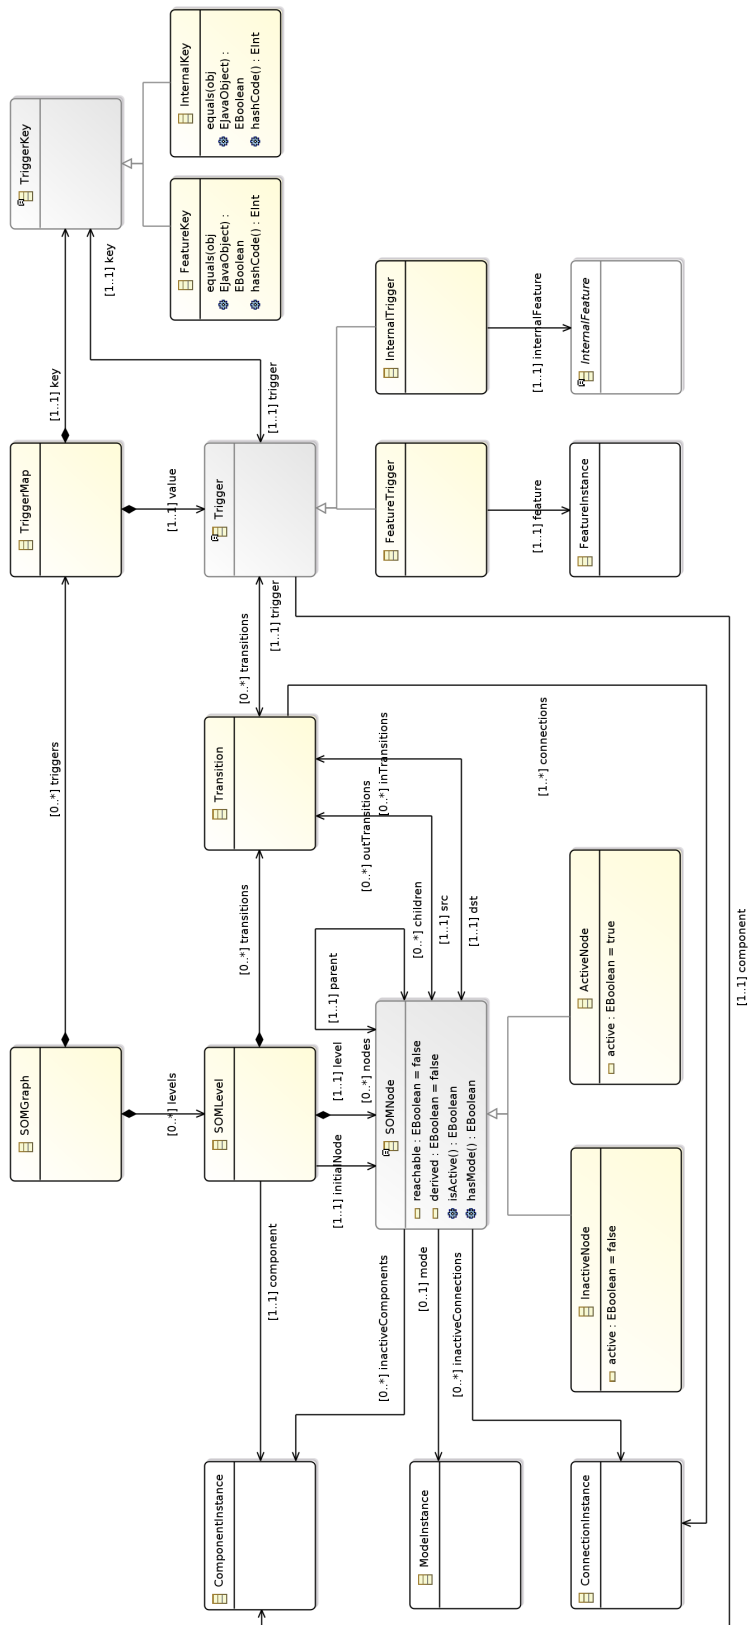 SOMGraph
[0..*] triggers
TriggerMap
[1..1] key
TriggerKey
[1..1] key
InternalKey
equals(obj
EJavaObject) :
EBoolean
hashCode() : EInt
FeatureKey
equals(obj
EJavaObject) :
EBoolean
hashCode() : EInt
[0..*] levels
[1..1] value
ComponentInstance
[1..1] component
SOMLevel
[0..*] transitions
Transition
[0..*] transitions
[1..1] trigger
Trigger
[1..1] trigger
[1..1] initialNode
[1..1] level
[0..*] nodes
[1..1] parent
[0..*] outTransitions
[0..*] inTransitions
[0..*] children
[1..1] src
[1..1] dst
[0..*] inactiveComponents
[0..1] mode
[0..*] inactiveConnections
SOMNode
reachable : EBoolean = false
derived : EBoolean = false
isActive() : EBoolean
hasMode() : EBoolean
FeatureTrigger
InternalTrigger
[1..1] feature
[1..1] internalFeature
[1..*] connections
ModeInstance
ConnectionInstance
InactiveNode
active : EBoolean = false
ActiveNode
active : EBoolean = true
FeatureInstance
InternalFeature
[1..1] component